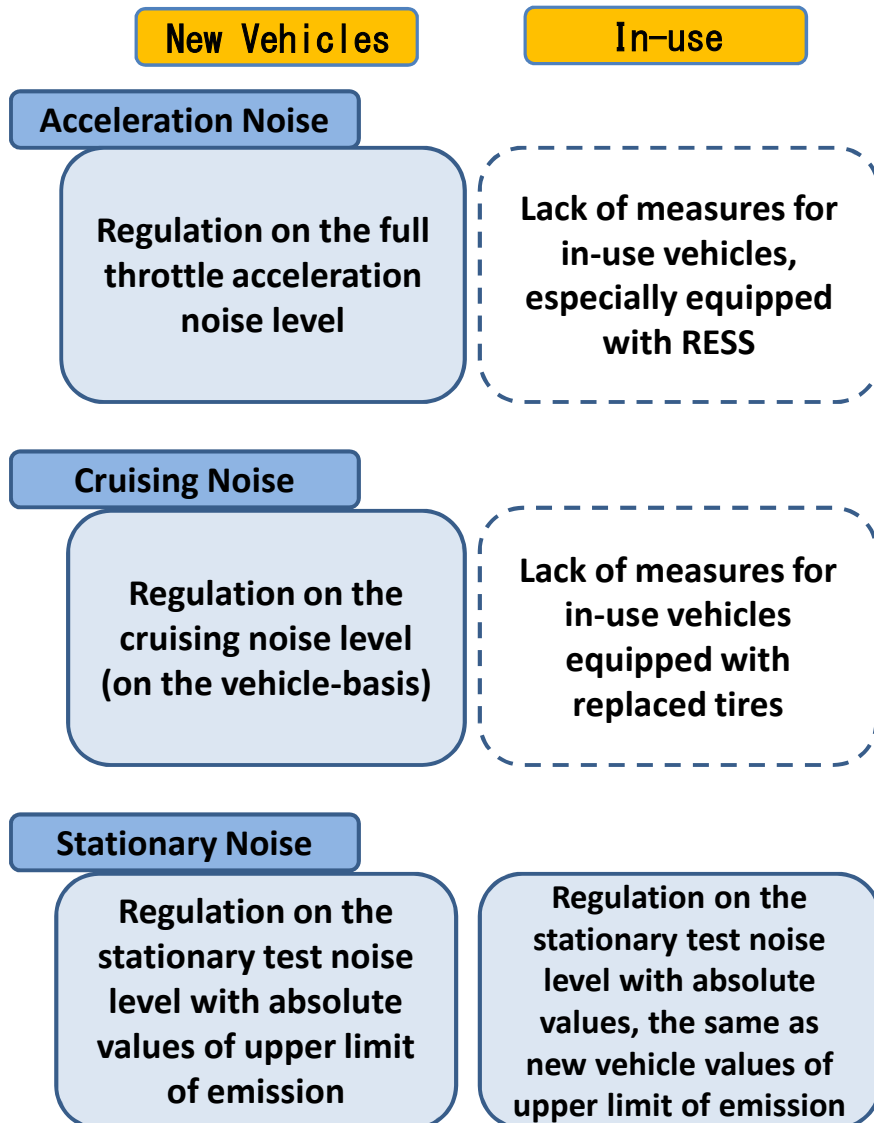 New Vehicles
In-use
Acceleration Noise
Regulation on the full
throttle acceleration
noise level
Lack of measures for
in-use vehicles,
especially equipped
with RESS
Cruising Noise
Regulation on the
cruising noise level
(on the vehicle-basis)
Lack of measures for
in-use vehicles
equipped with
replaced tires
Stationary Noise
Regulation on the
stationary test noise
level with absolute
values of upper limit
of emission
Regulation on the
stationary test noise
level with absolute
values, the same as
new vehicle values of
upper limit of emission